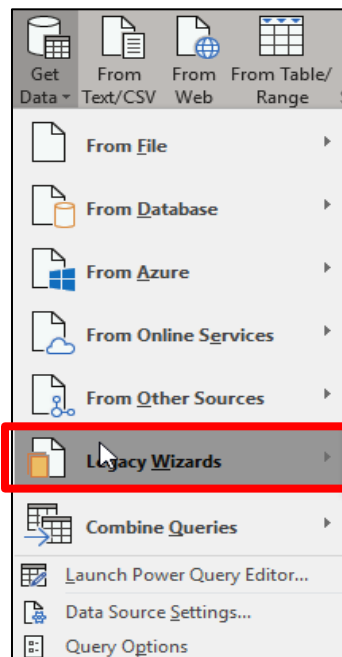 Get From From From Table/
Data Text/CSV Web Range
From File
From Database
From Azure
From Online Services
From Other Sources
Legacy Wizards
Combine Queries
Launch Power Query Editor...
Data Source Settings...
Query Options